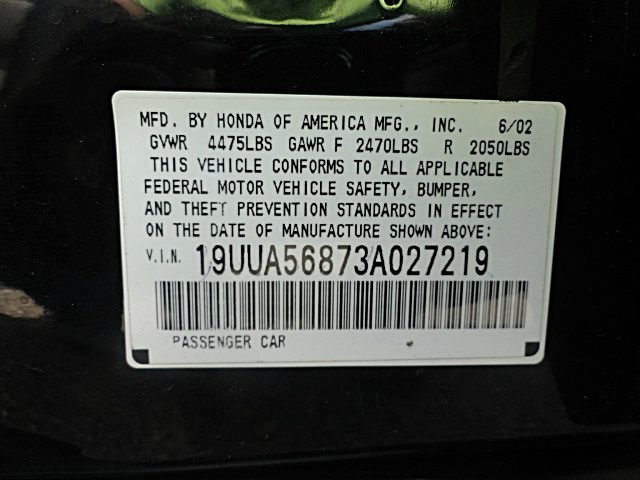 MFD. BY HONDA OF AMERICA MFG., INC. 6/02
GVWR 4475LBS GAWR F 2470LBS R 2050LBS
THIS VEHICLE CONFORMS TO ALL APPLICABLE
FEDERAL MOTOR VEHICLE SAFETY, BUMPER,
AND THEFT PREVENTION STANDARDS IN EFFECT
ON THE DATE OF MANUFACTURE SHOWN ABOVE:
V.I.N. 19UUA56873A027219
PASSENGER CAR